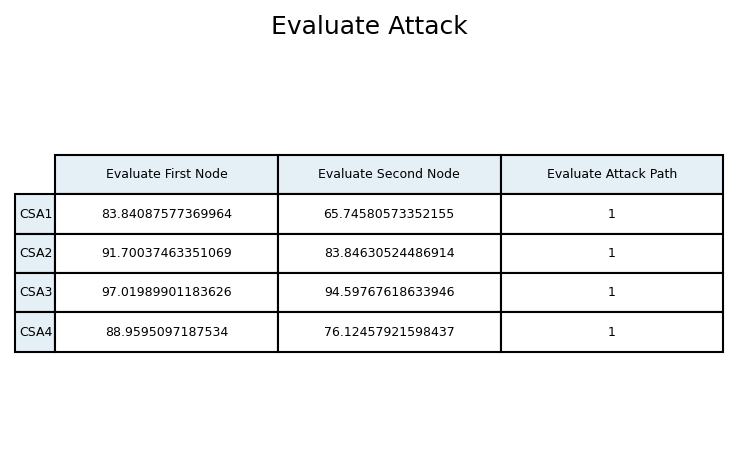 Evaluate Attack
Evaluate First Node Evaluate Second Node Evaluate Attack Path
CSA1 83.84087577369964 65.74580573352155 1
CSA2 91.70037463351069 83.84630524486914 1
CSA3 97.01989901183626 94.59767618633946 1
CSA4 88.9595097187534 76.12457921598437 1